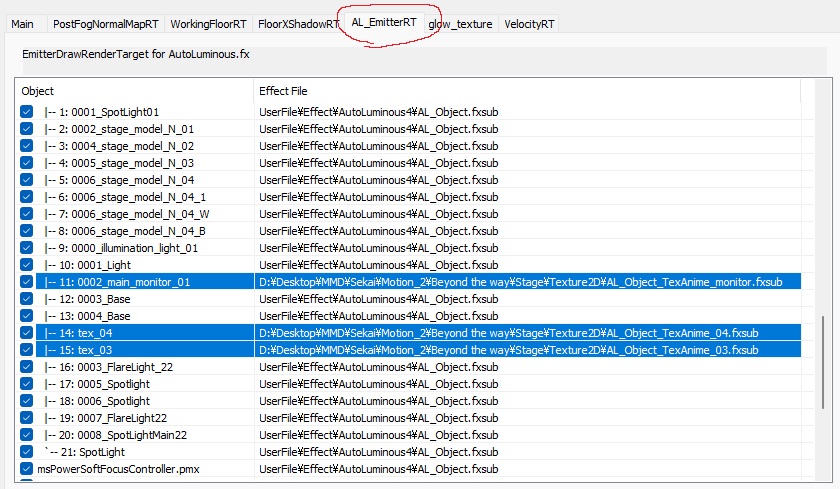 Main PostFogNormalMapRT WorkingFloorRT FloorXShadowRT AL_EmitterRT glow_texture VelocityRT
EmitterDrawRenderTarget for AutoLuminous.fx
Object Effect File
|-- 1: 0001_SpotLight01 UserFile¥Effect¥AutoLuminous4¥AL_Object.fxsub
|-- 2: 0002_stage_model_N_01 UserFile¥Effect¥AutoLuminous4¥AL_Object.fxsub
|-- 3: 0004_stage_model_N_02 UserFile¥Effect¥AutoLuminous4¥AL_Object.fxsub
|-- 4: 0005_stage_model_N_03 UserFile¥Effect¥AutoLuminous4¥AL_Object.fxsub
|-- 5: 0006_stage_model_N_04 UserFile¥Effect¥AutoLuminous4¥AL_Object.fxsub
|-- 6: 0006_stage_model_N_04_1 UserFile¥Effect¥AutoLuminous4¥AL_Object.fxsub
|-- 7: 0006_stage_model_N_04_W UserFile¥Effect¥AutoLuminous4¥AL_Object.fxsub
|-- 8: 0006_stage_model_N_04_B UserFile¥Effect¥AutoLuminous4¥AL_Object.fxsub
|-- 9: 0000_illumination_light_01 UserFile¥Effect¥AutoLuminous4¥AL_Object.fxsub
|-- 10: 0001_Light UserFile¥Effect¥AutoLuminous4¥AL_Object.fxsub
|-- 11: 0002_main_monitor_01 D:¥Desktop¥MMD¥Sekai¥Motion_2¥Beyond the way¥Stage¥Texture2D¥AL_Object_TexAnime_monitor.fxsub
|-- 12: 0003_Base UserFile¥Effect¥AutoLuminous4¥AL_Object.fxsub
|-- 13: 0004_Base UserFile¥Effect¥AutoLuminous4¥AL_Object.fxsub
|-- 14: tex_04 D:¥Desktop¥MMD¥Sekai¥Motion_2¥Beyond the way¥Stage¥Texture2D¥AL_Object_TexAnime_04.fxsub
|-- 15: tex_03 D:¥Desktop¥MMD¥Sekai¥Motion_2¥Beyond the way¥Stage¥Texture2D¥AL_Object_TexAnime_03.fxsub
|-- 16: 0003_FlareLight_22 UserFile¥Effect¥AutoLuminous4¥AL_Object.fxsub
|-- 17: 0005_Spotlight UserFile¥Effect¥AutoLuminous4¥AL_Object.fxsub
|-- 18: 0006_Spotlight UserFile¥Effect¥AutoLuminous4¥AL_Object.fxsub
|-- 19: 0007_FlareLight22 UserFile¥Effect¥AutoLuminous4¥AL_Object.fxsub
|-- 20: 0008_SpotLightMain22 UserFile¥Effect¥AutoLuminous4¥AL_Object.fxsub
`-- 21: SpotLight UserFile¥Effect¥AutoLuminous4¥AL_Object.fxsub
msPowerSoftFocusController.pmx UserFile¥Effect¥AutoLuminous4¥AL_Object.fxsub